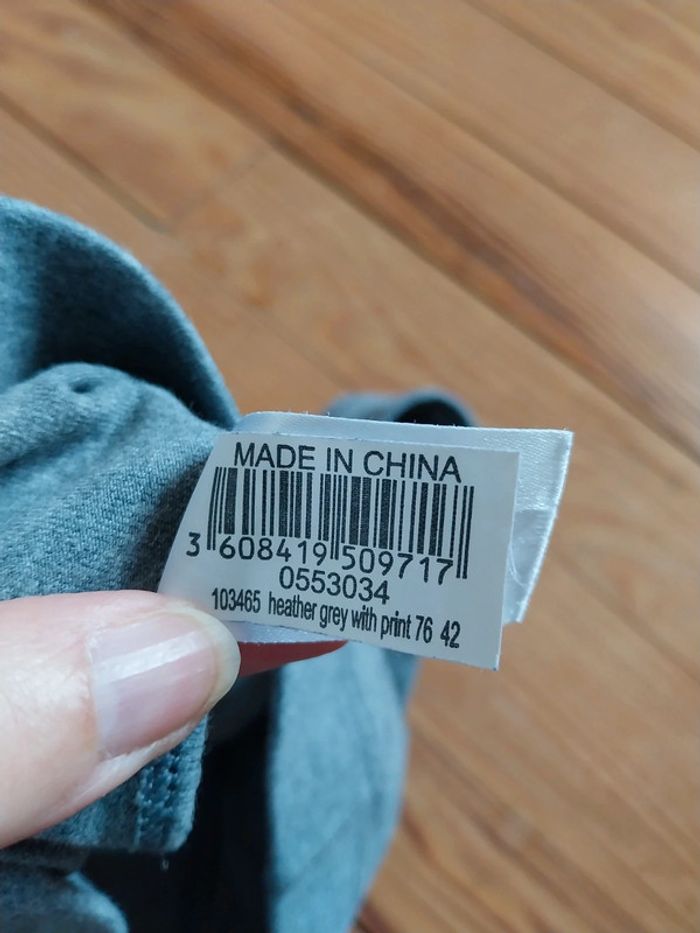 MADE IN CHINA
3 608419 509717
0553034
103465 heather grey with print 76 42